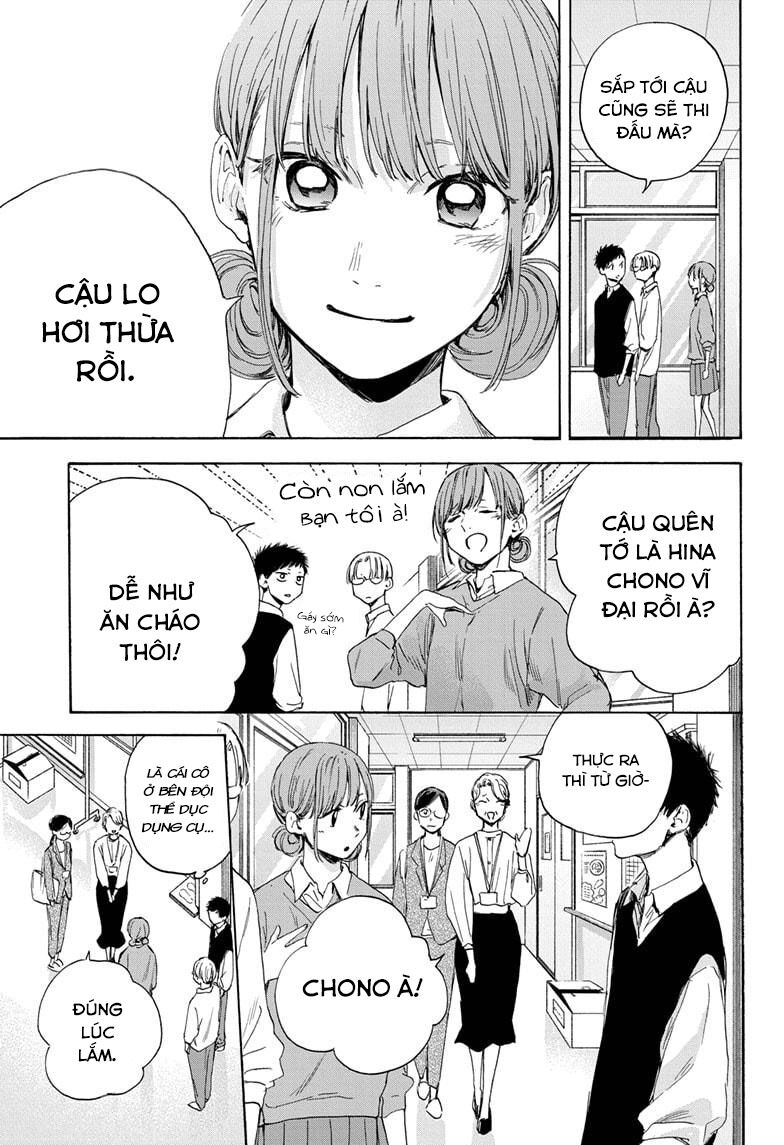 SẮP TỚI CẬU
CŨNG SẼ THI
ĐẤU MÀ?
CẬU LO
HƠI THỪA
RỒI.
CẬU QUÊN
TỚ LÀ HINA
CHONO VĨ
ĐẠI RỒI À?
Còn non lắm
Bạn tôi à!
Gáy sớm
ăn gì?
DỄ NHƯ
ĂN CHÁO
THÔI!
THỰC RA
THÌ TỪ GIỜ-
CHONO À!
LÀ CÁI CÔ
Ở BÊN ĐỘI
THỂ DỤC
DỤNG CỤ...
ĐÚNG
LÚC
LẮM.